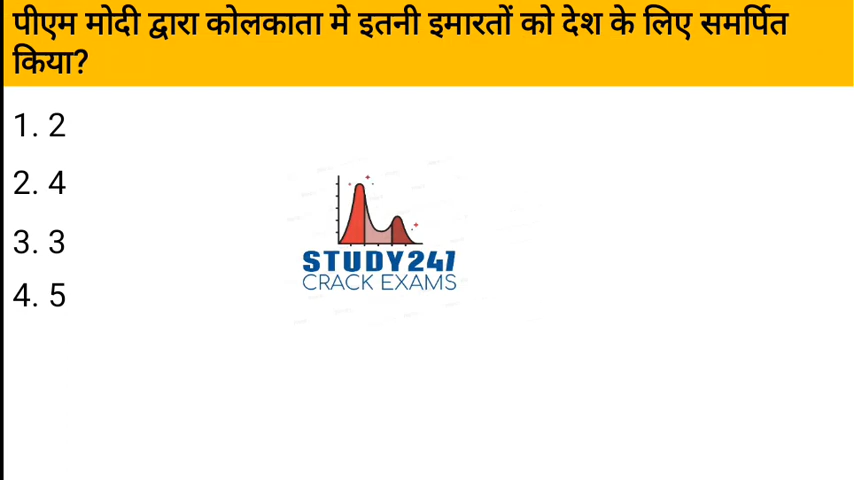 पीएम मोदी द्वारा कोलकाता मे इतनी इमारतों को देश के लिए समर्पित
किया?
1. 2
2. 4
3. 3
4. 5
STUDY247
CRACK EXAMS